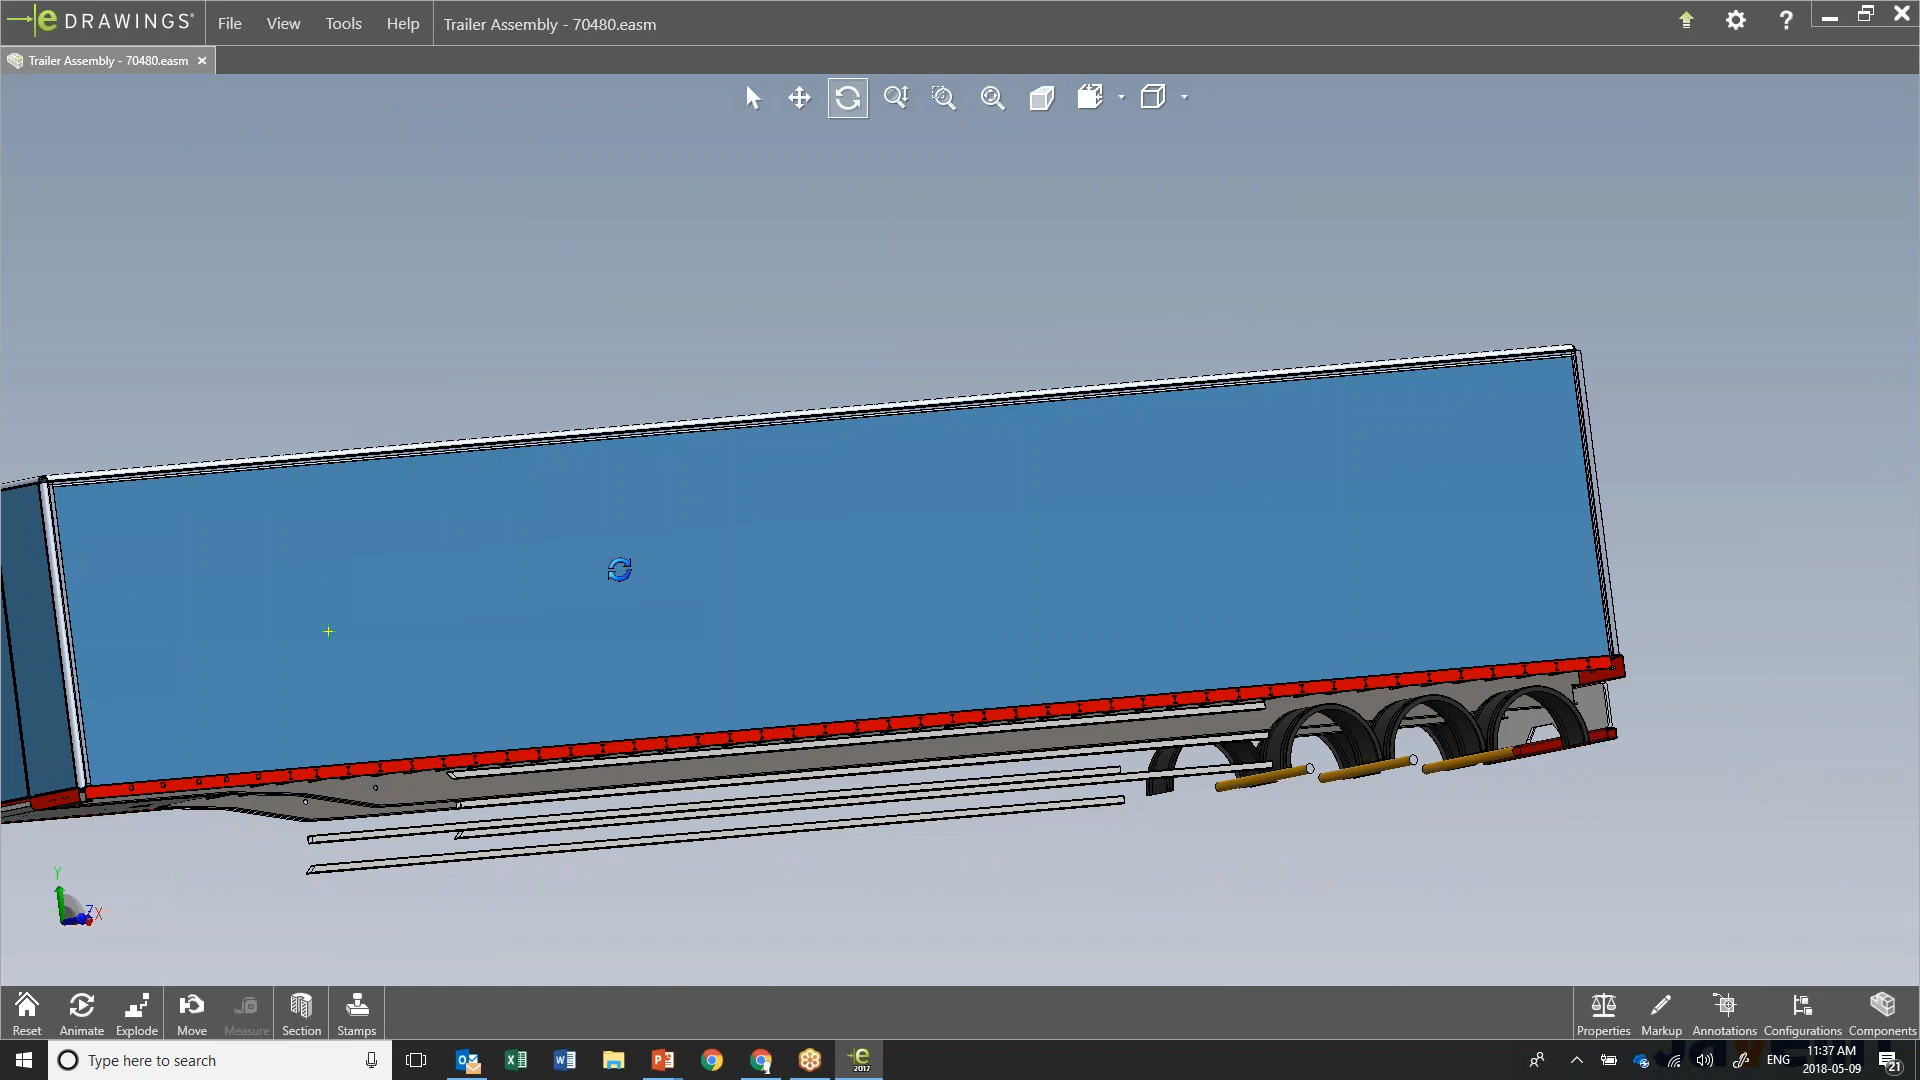 eDRAWINGS®
File View Tools Help Trailer Assembly - 70480.easm
Trailer Assembly - 70480.easm
Y
Z
X
Reset Animate Explode Move Measure Section Stamps
Properties Markup Annotations Configurations Components
Type here to search
2017
ENG
11:37 AM
2018-05-09
21